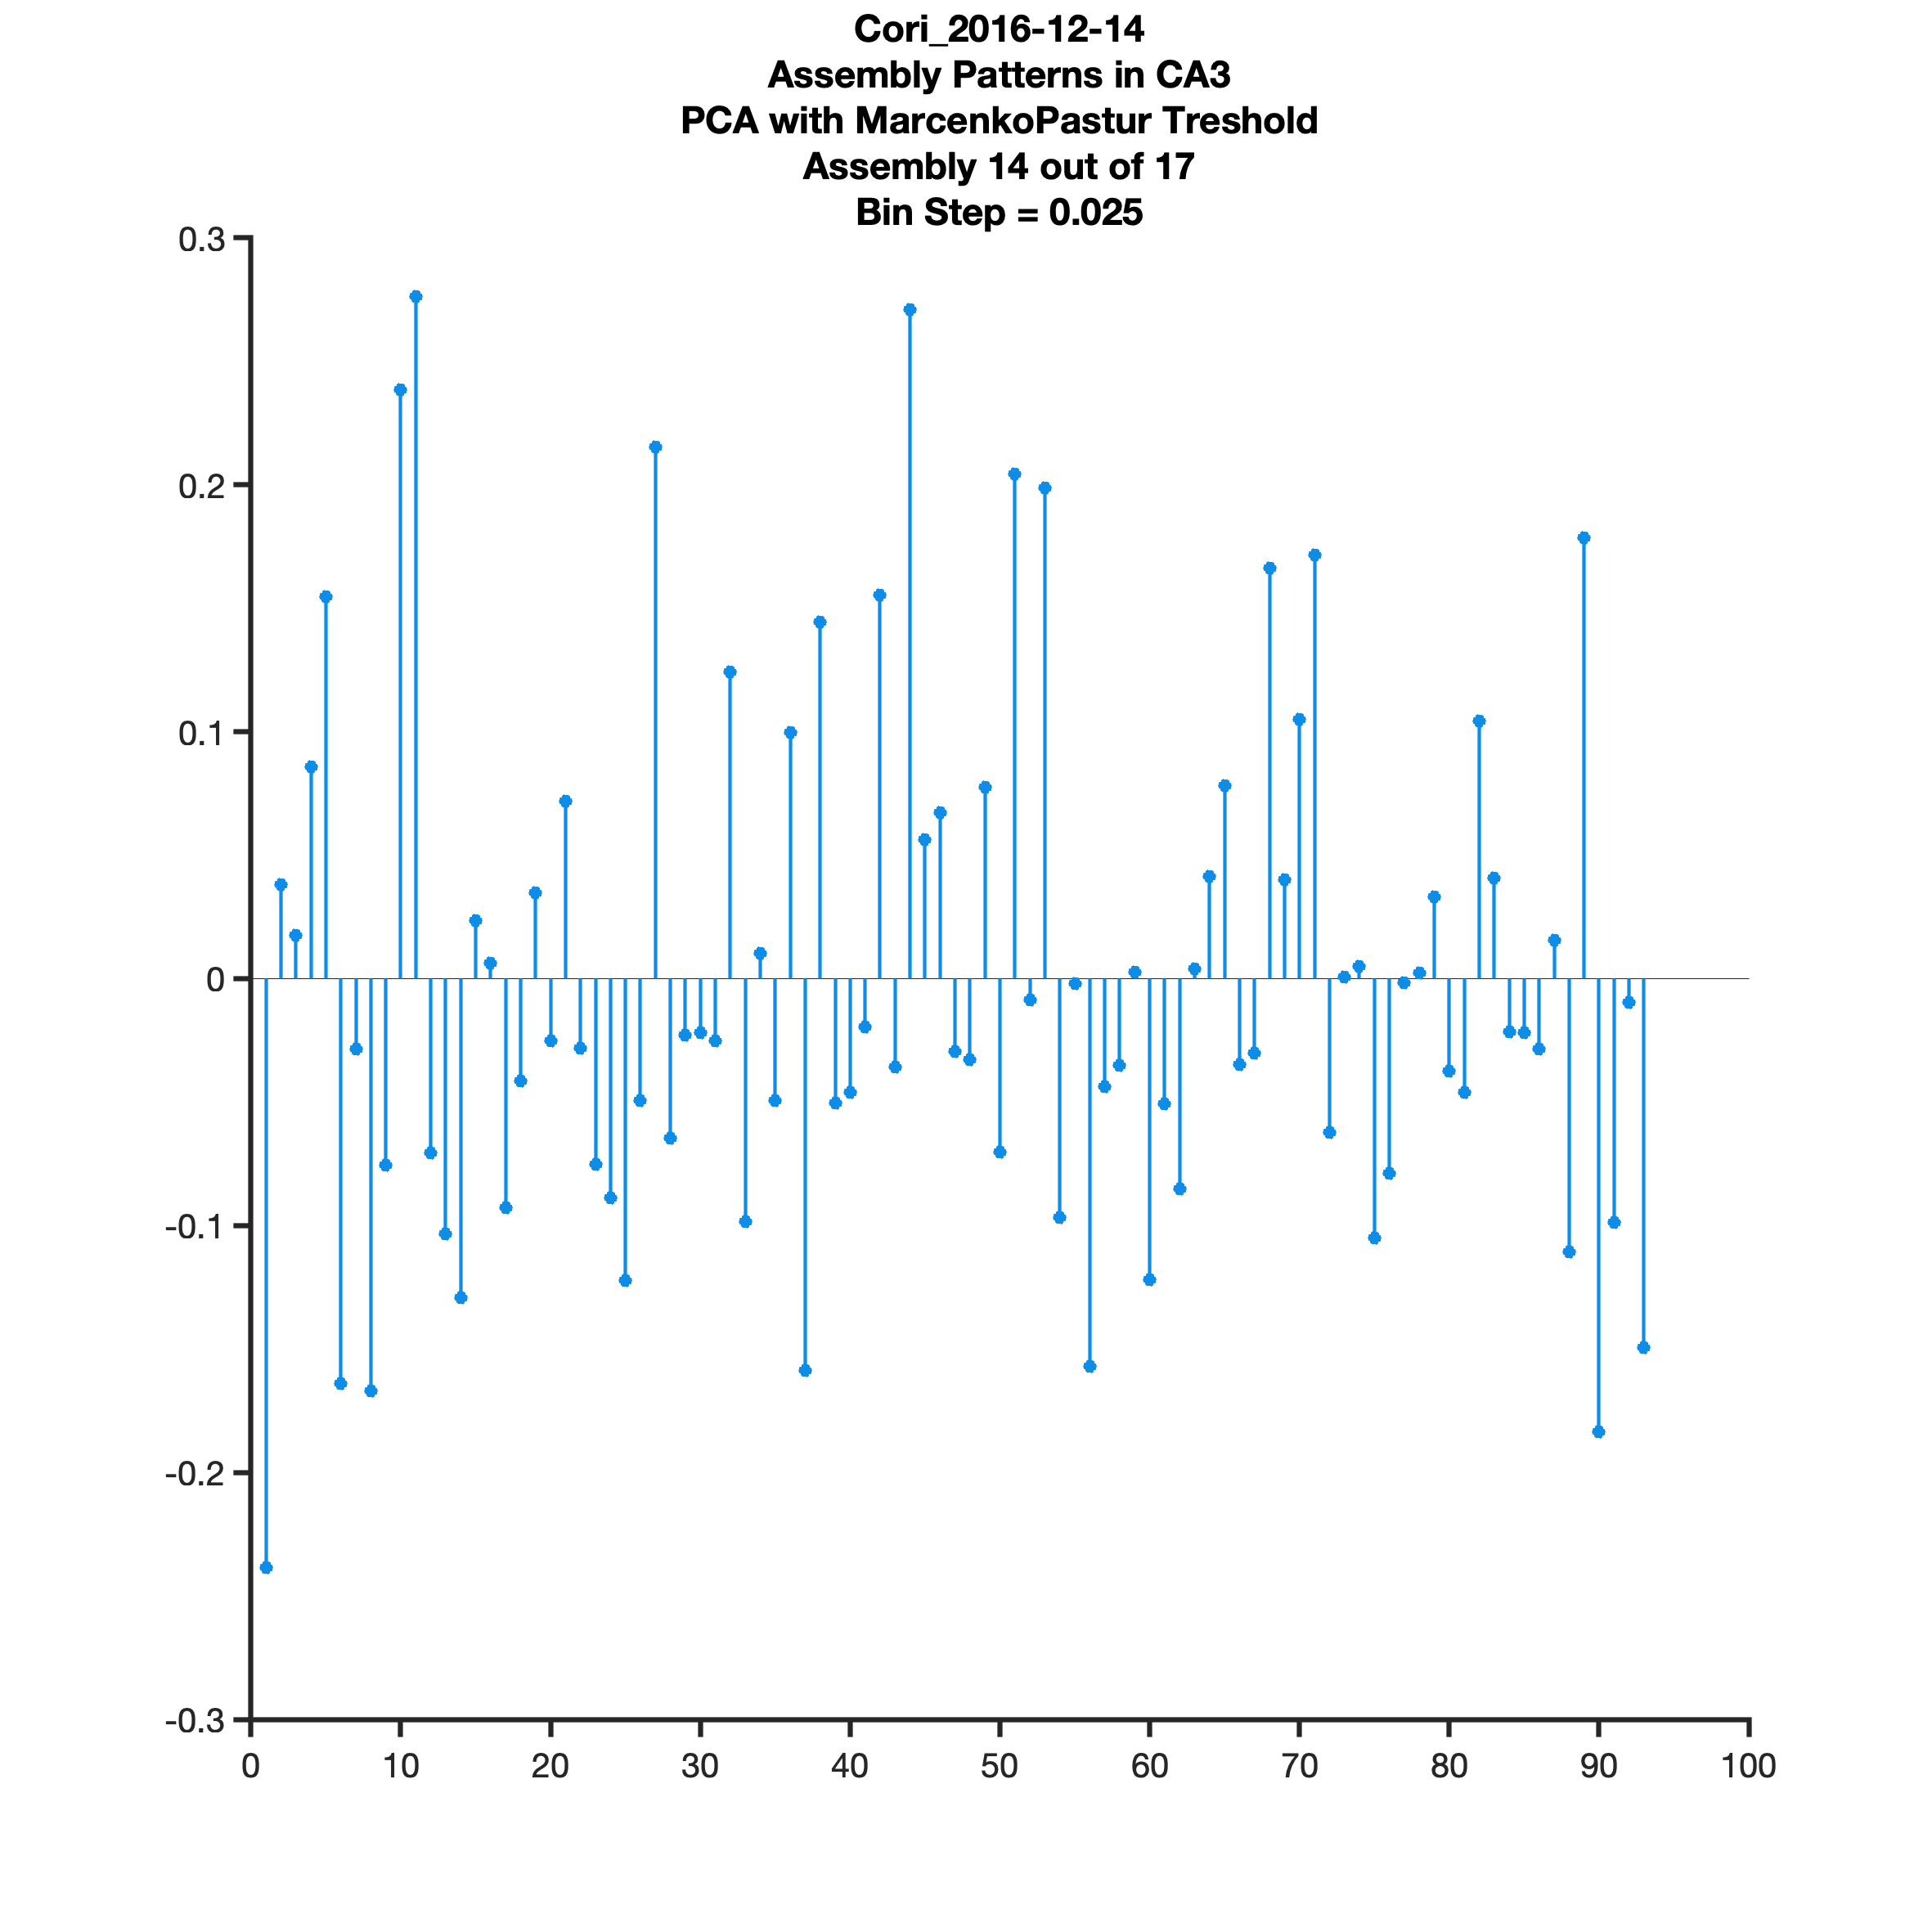 Cori_2016-12-14
Assembly Patterns in CA3
PCA with MarcenkoPastur Treshold
Assembly 14 out of 17
Bin Step = 0.025
0.3
0.2
0.1
0
-0.1
-0.2
-0.3
0 10 20 30 40 50 60 70 80 90 100